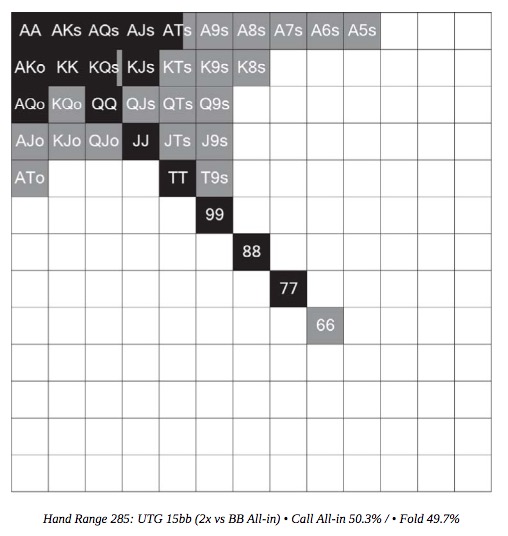 AA AKs AQs AJs ATs A9s A8s A7s A6s A5s
AKo KK KQs KJs KTs K9s K8s
AQo KQo QQ QJs QTs Q9s
AJo KJo QJo JJ JTs J9s
ATo TT T9s
99
88
77
66
Hand Range 285: UTG 15bb (2x vs BB All-in) • Call All-in 50.3% / • Fold 49.7%